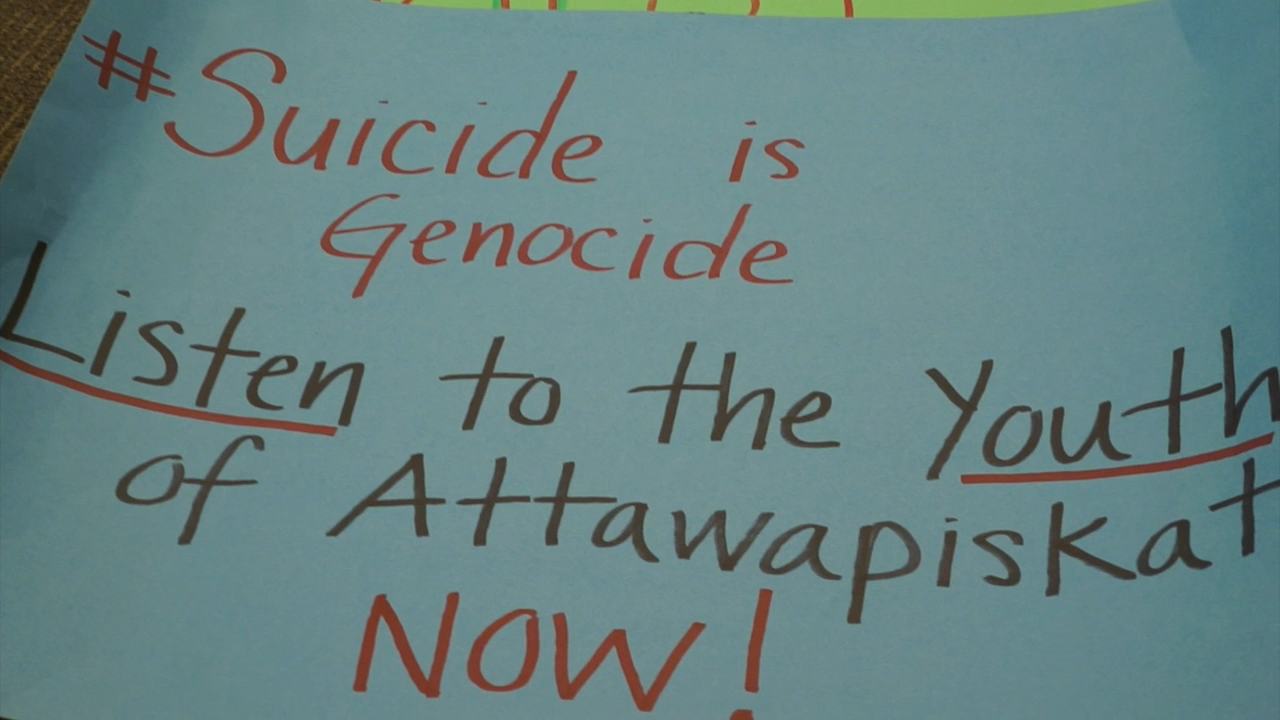 #Suicide is
Genocide
Listen to the Youth
of Attawapiskat
NOW!